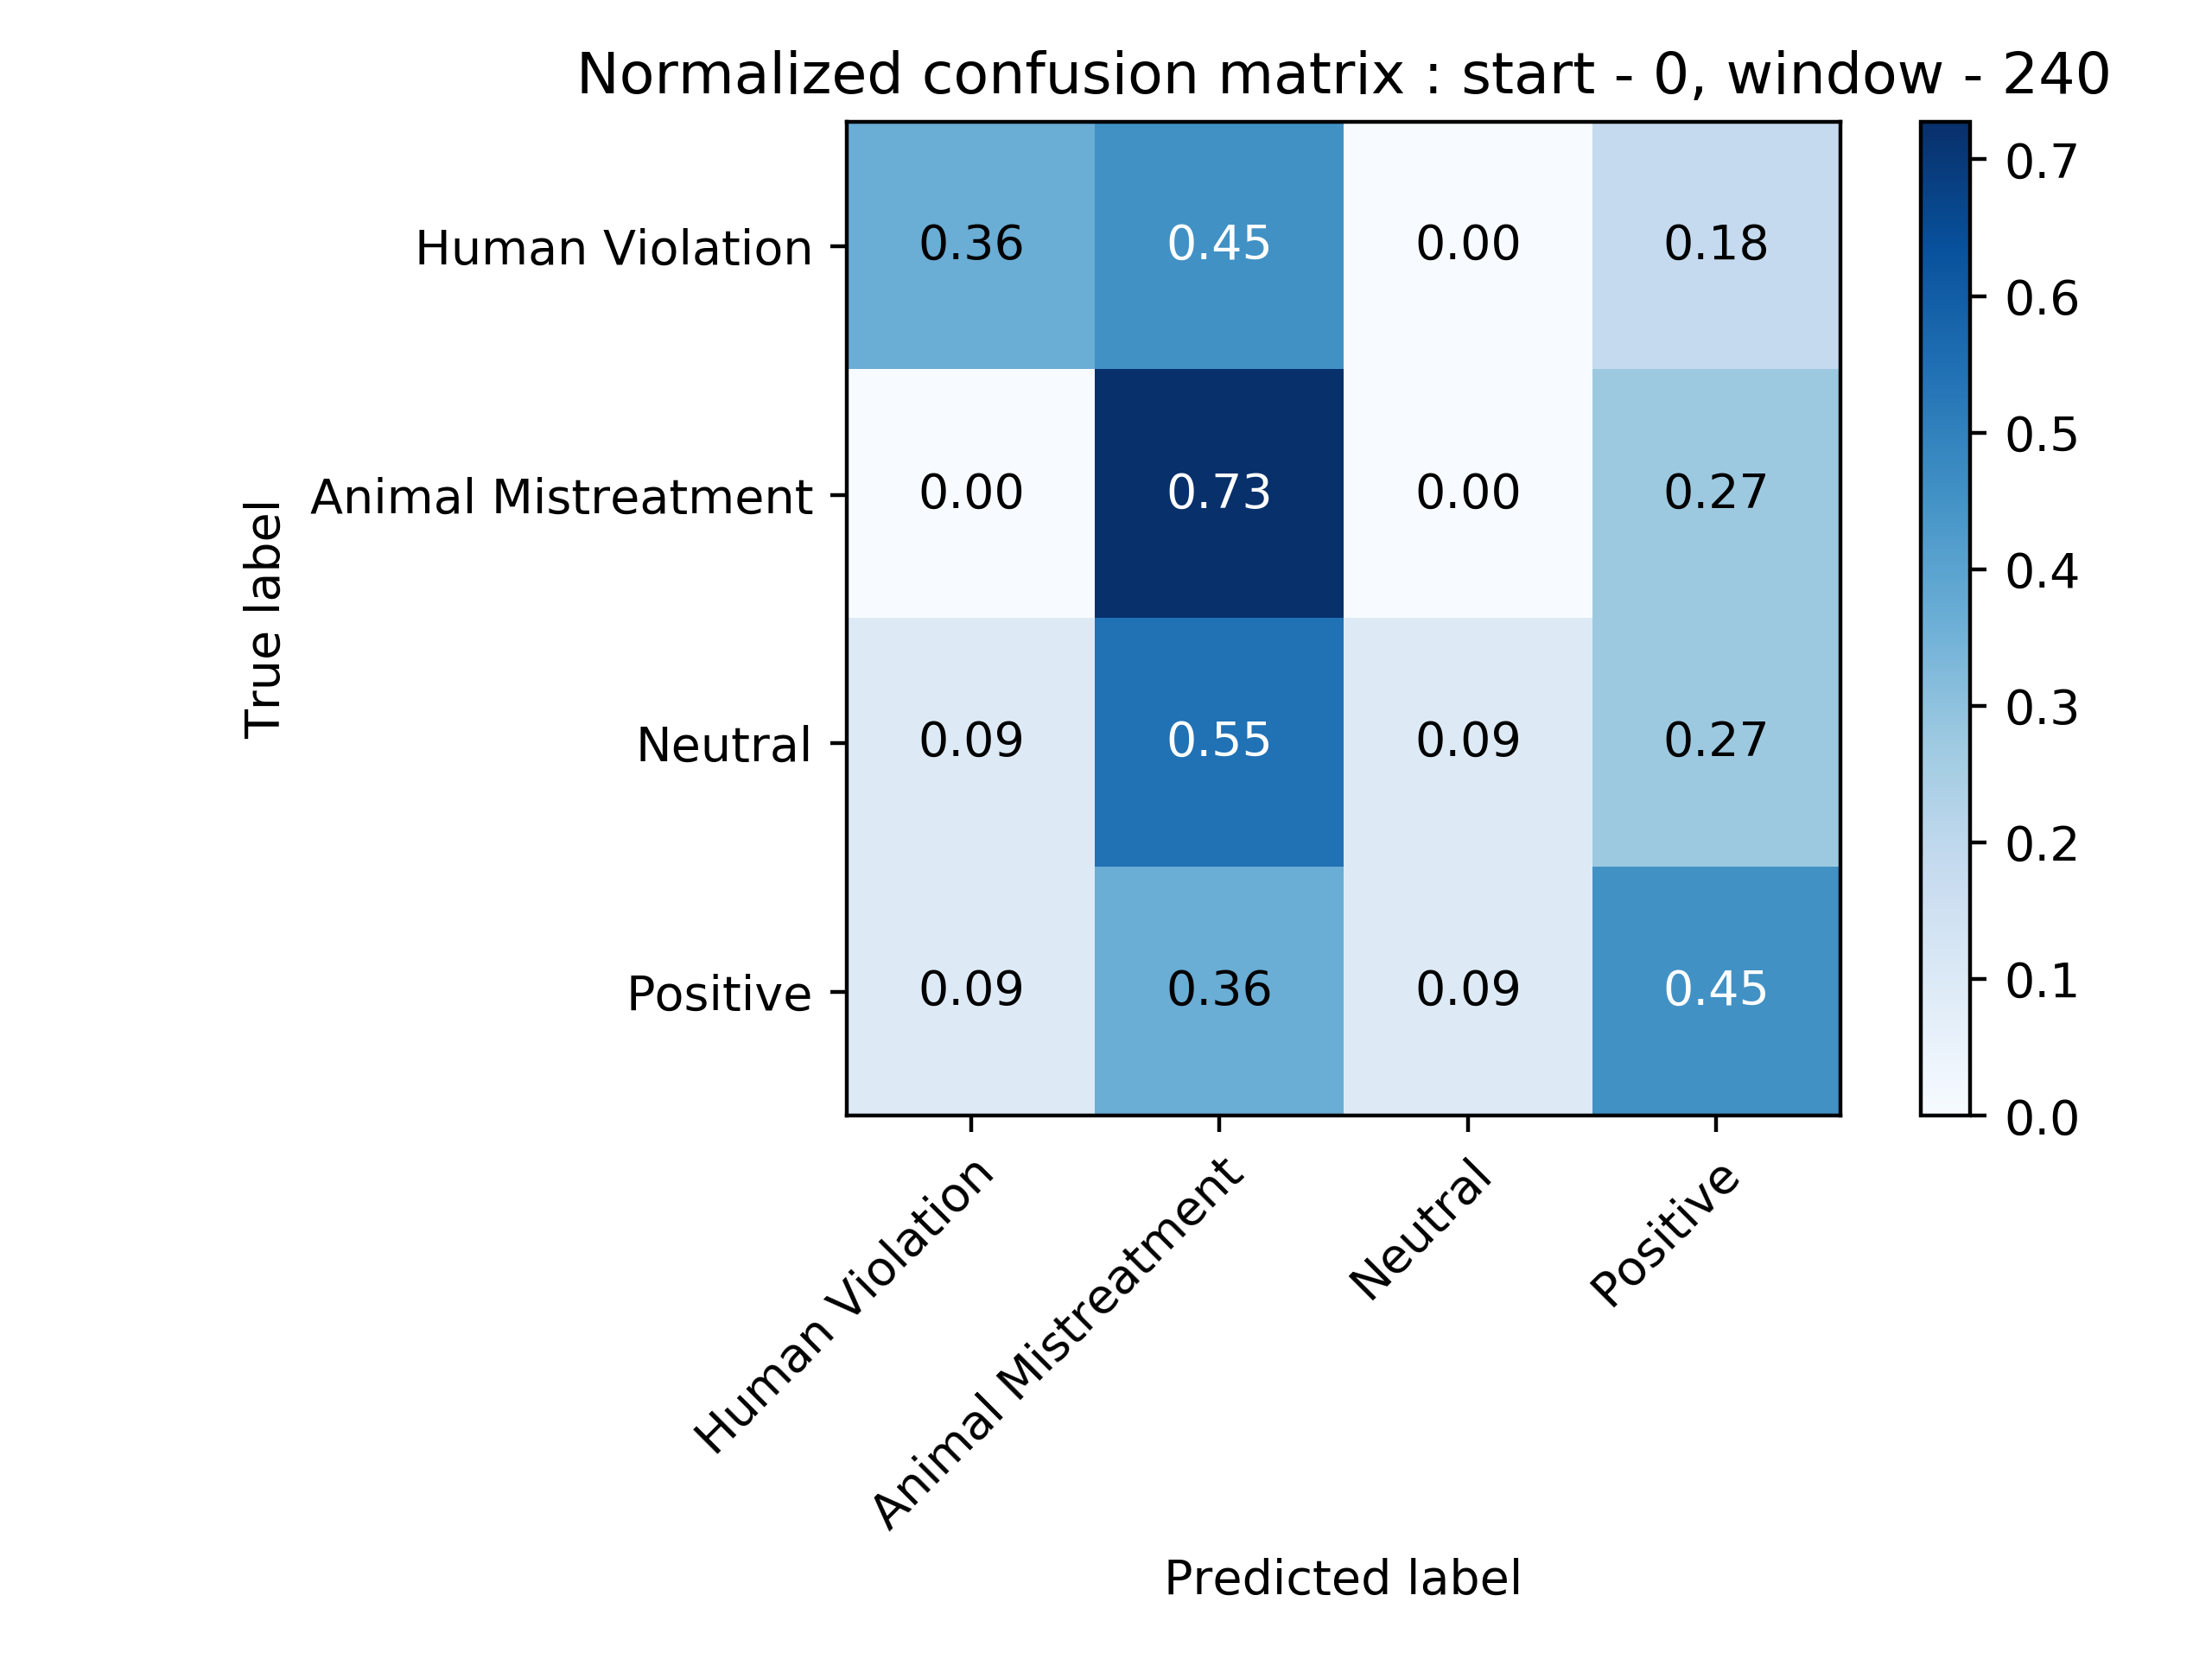 Normalized confusion matrix : start - 0, window - 240
Human Violation 0.36 0.45 0.00 0.18
Animal Mistreatment 0.00 0.73 0.00 0.27
Neutral 0.09 0.55 0.09 0.27
Positive 0.09 0.36 0.09 0.45
True label
Human Violation
Animal Mistreatment
Neutral
Positive
Predicted label
0.7
0.6
0.5
0.4
0.3
0.2
0.1
0.0